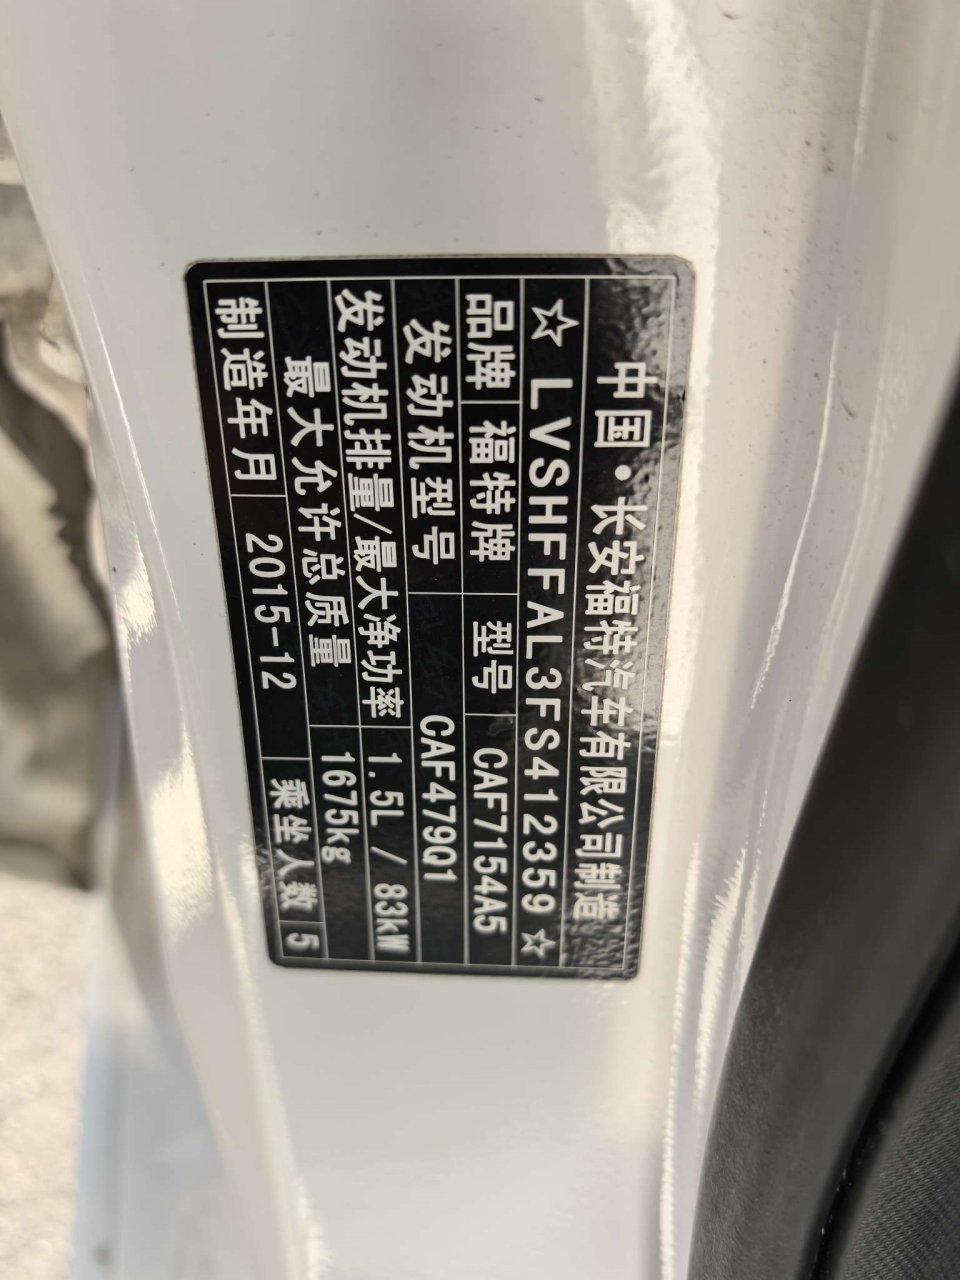 中国·长安福特汽车有限公司制造
☆LVSHFFAL3FS412359☆
品牌 福特牌 型号 CAF7154A5
发动机型号 CAF479Q1
发动机排量/最大净功率 1.5L / 83kW
最大允许总质量 1675kg
制造年月 2015-12 乘坐人数 5